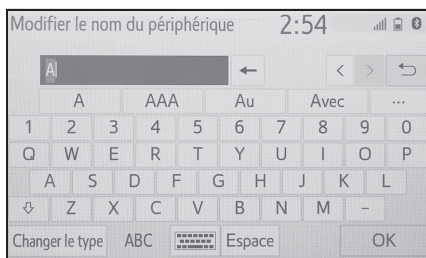 Modifier le nom du périphérique 2:54
A
A AAA Au Avec ...
1 2 3 4 5 6 7 8 9 0
Q W E R T Y U I O P
A S D F G H J K L
Z X C V B N M -
Changer le type ABC Espace OK